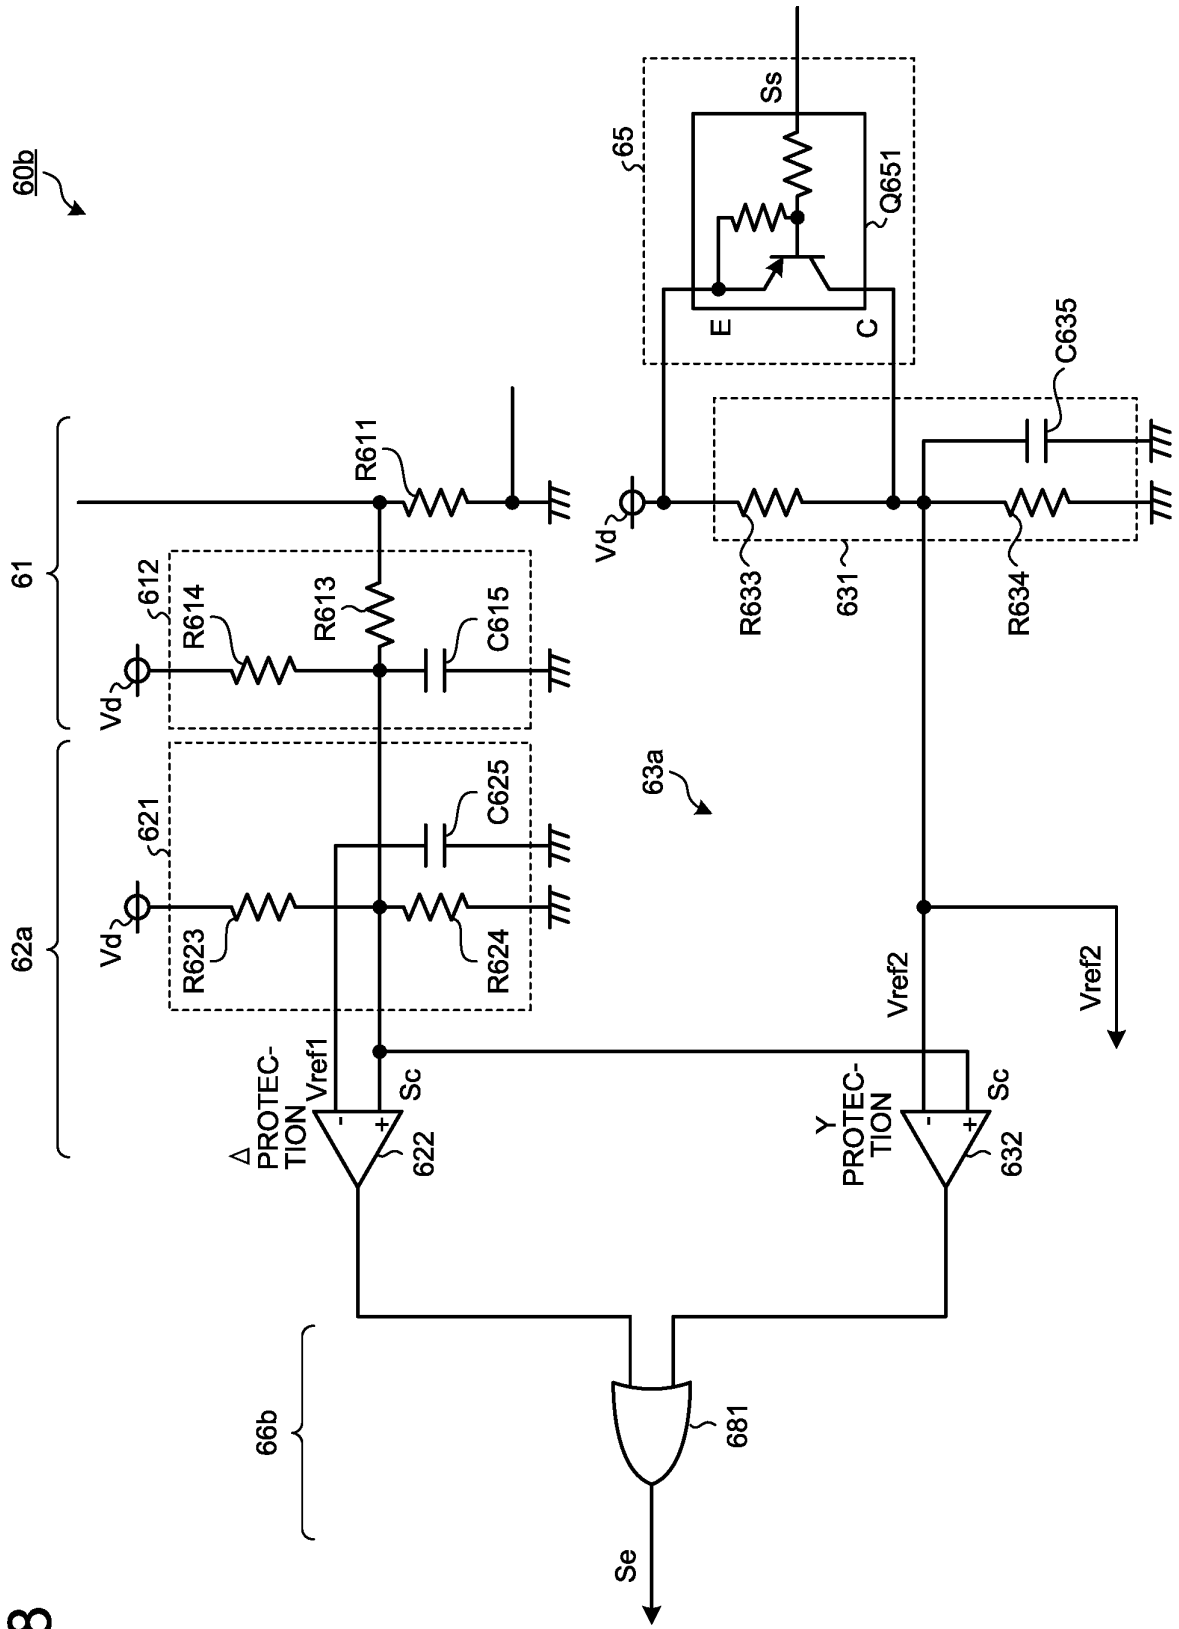 8
60b
61
62a
612
R614
R613
C615
R611
Vd
621
Vd
R623
R624
C625
Vref1
Sc
Δ
PROTEC-
TION
622
65
Ss
Q651
E
C
Vd
R633
631
R634
C635
63a
Vref2
Vref2
Y
PROTEC-
TION
Sc
632
-
+
-
+
66b
681
Se